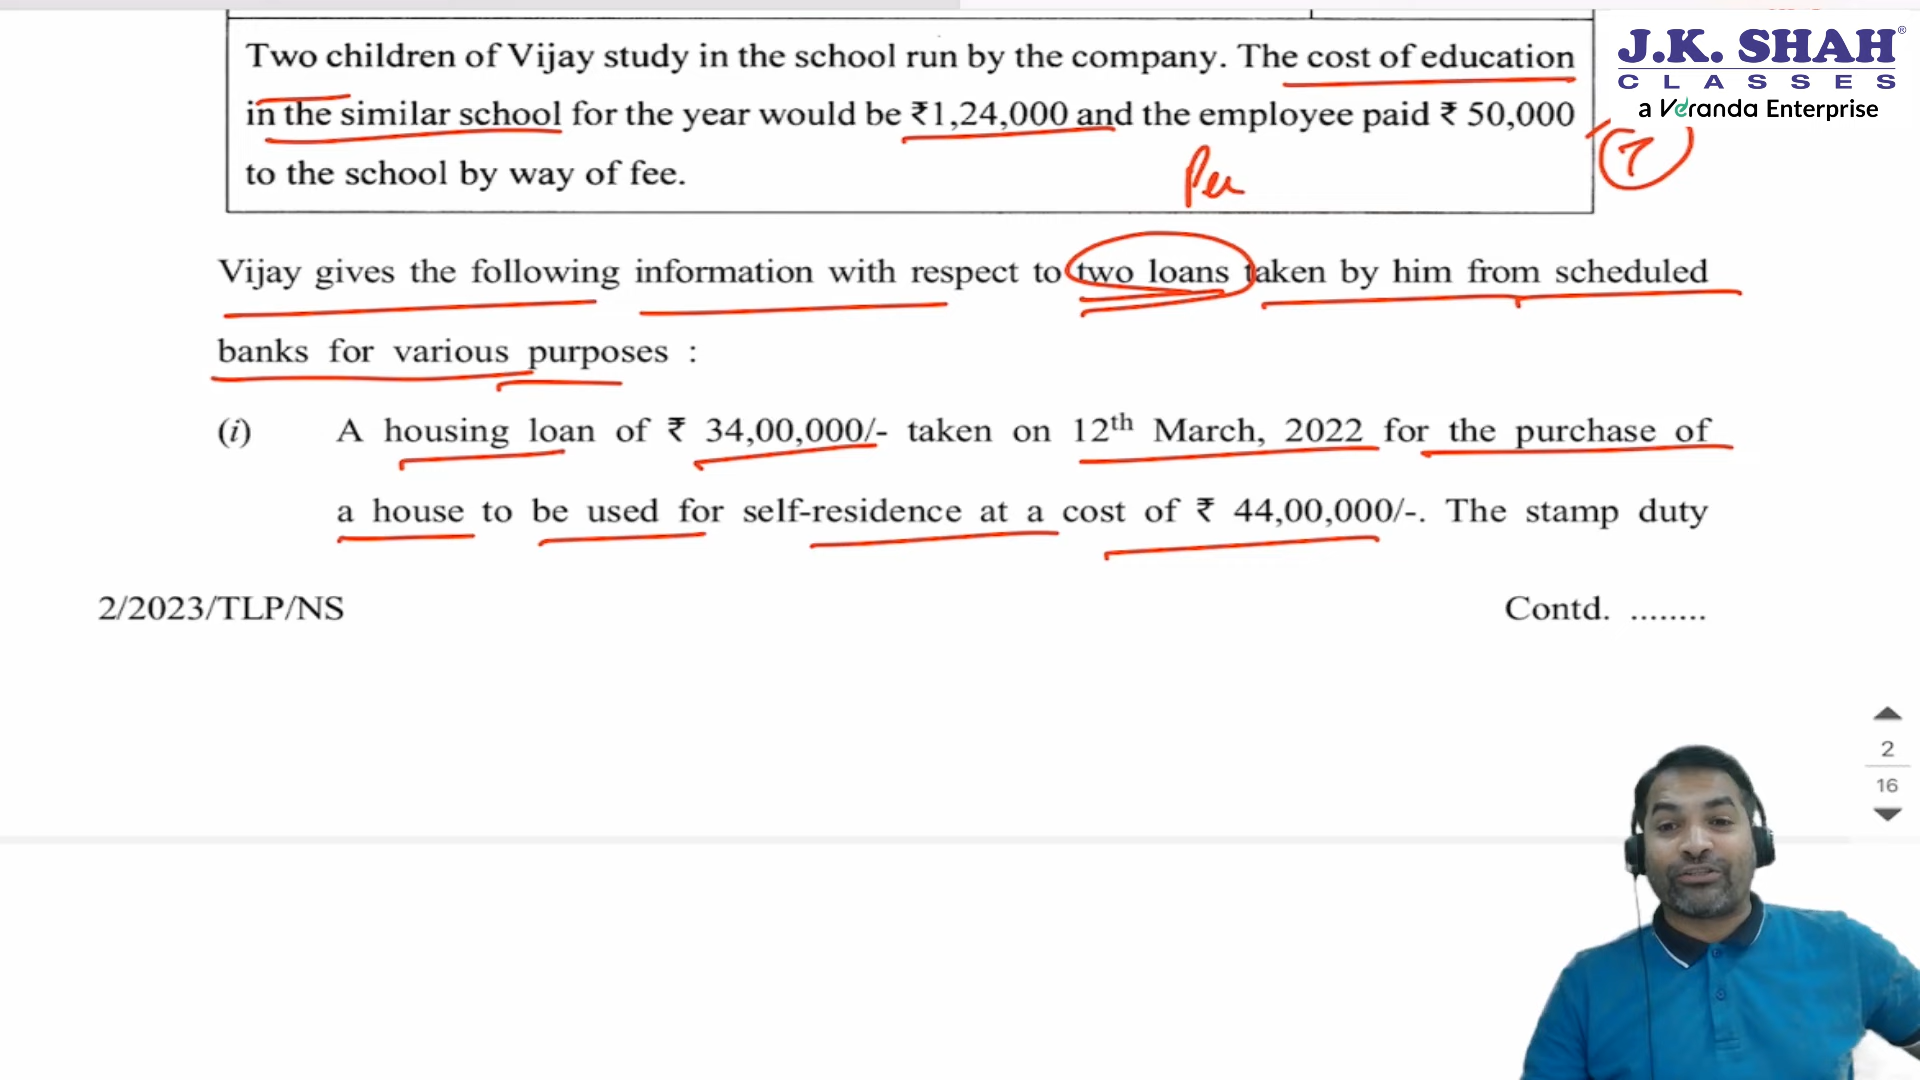 Two children of Vijay study in the school run by the company. The cost of education
in the similar school for the year would be ₹1,24,000 and the employee paid ₹ 50,000
to the school by way of fee.
Per
7
J.K. SHAH®
CLASSES
a Veranda Enterprise
Vijay gives the following information with respect to two loans taken by him from scheduled
banks for various purposes :
(i) A housing loan of ₹ 34,00,000/- taken on 12th March, 2022 for the purchase of
a house to be used for self-residence at a cost of ₹ 44,00,000/-. The stamp duty
2/2023/TLP/NS Contd. ........
2
16